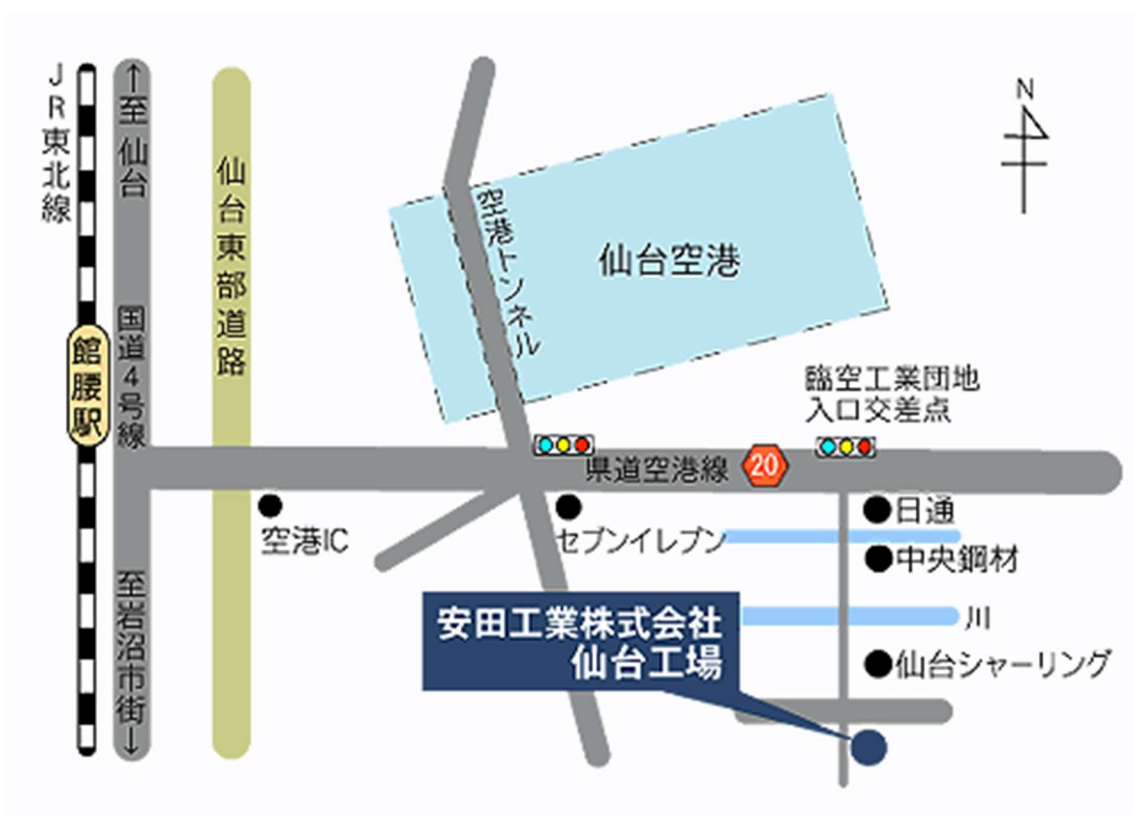 JR東北線
↑至 仙台
国道4号線
至岩沼市街↓
館腰駅
仙台東部道路
空港トンネル
仙台空港
N
臨空工業団地
入口交差点
県道空港線
20
空港IC
セブンイレブン
日通
中央鋼材
川
仙台シャーリング
安田工業株式会社
仙台工場